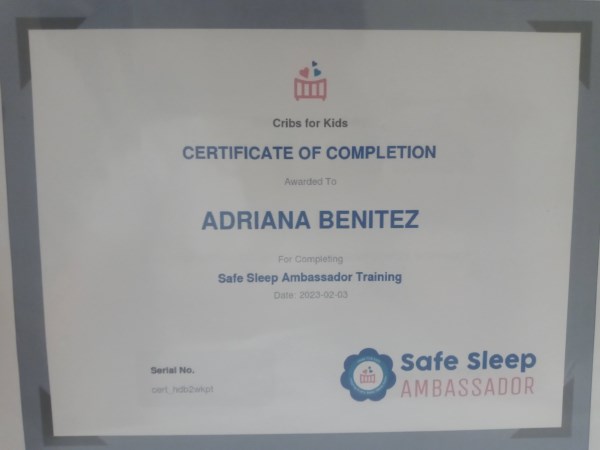 Cribs for Kids
CERTIFICATE OF COMPLETION
Awarded To
ADRIANA BENITEZ
For Completing
Safe Sleep Ambassador Training
Date: 2023-02-03
Serial No.
cert_hdb2wkpt
Safe Sleep
AMBASSADOR